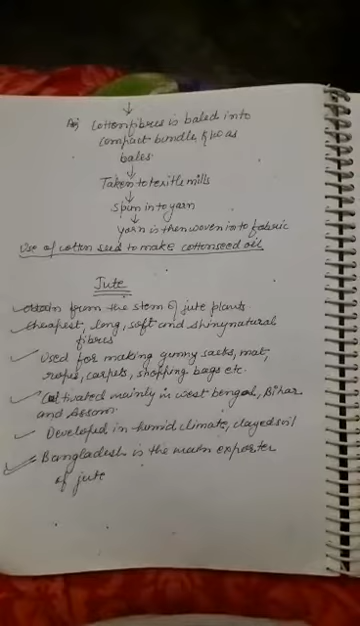 ↓
Cotton fibres is baled into
compact bundle k/o as
bales
↓
Taken to textile mills
↓
Spun into yarn
↓
yarn is then woven into fabric
Use of cotton seed to make cottonseed oil
Jute
obtain from the stem of jute plants
cheapest, long, soft and shiny natural
fibres
Used for making gunny sacks, mat,
ropes, carpets, shopping bags etc.
Cultivated mainly in west bengal, Bihar
and Assam.
Developed in humid climate,
Bangladesh is the main exporter
of jute